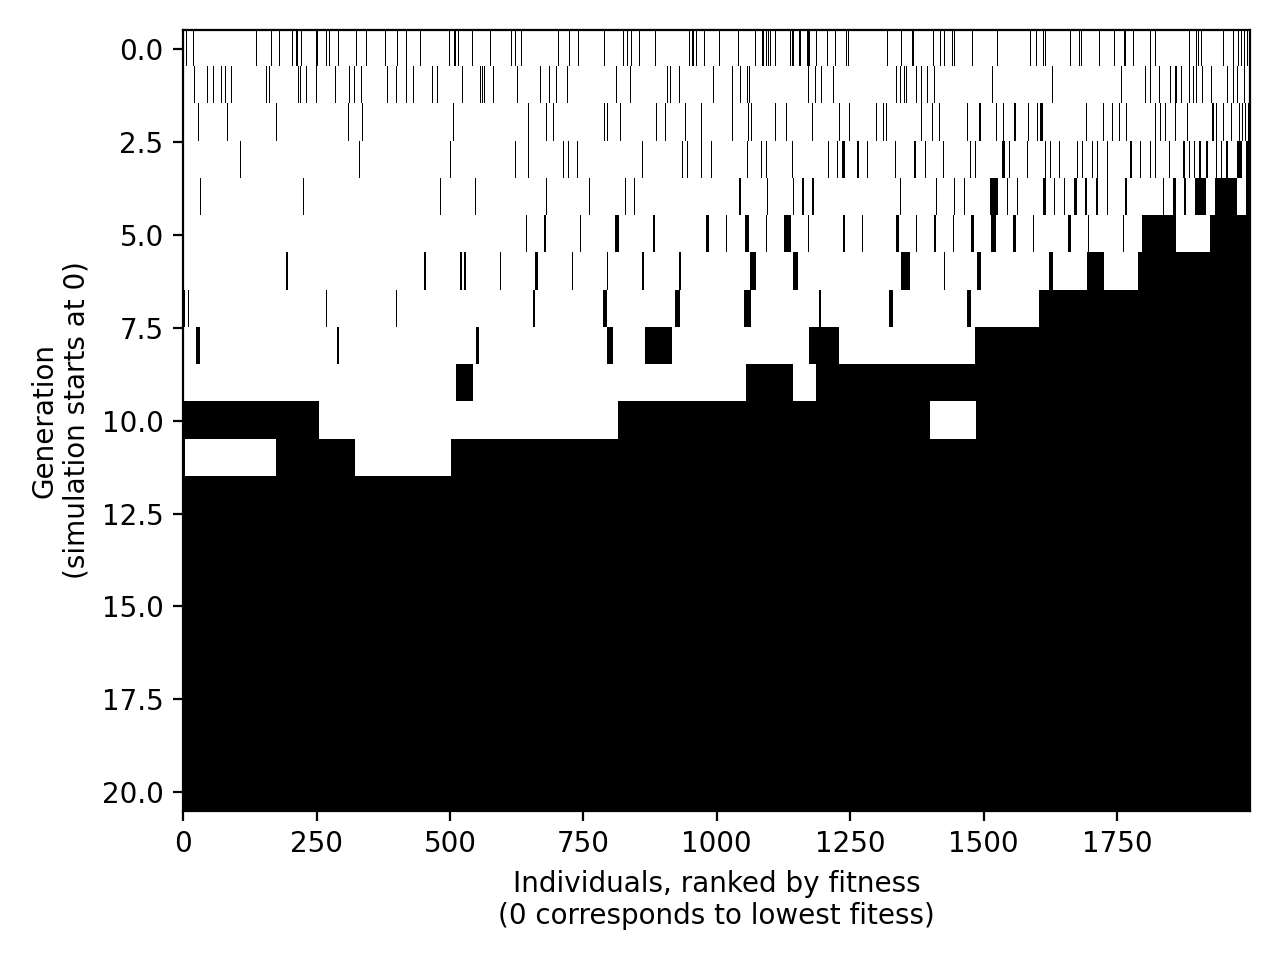 0.0
2.5
5.0
7.5
10.0
12.5
15.0
17.5
20.0
Generation
(simulation starts at 0)
0 250 500 750 1000 1250 1500 1750
Individuals, ranked by fitness
(0 corresponds to lowest fitess)